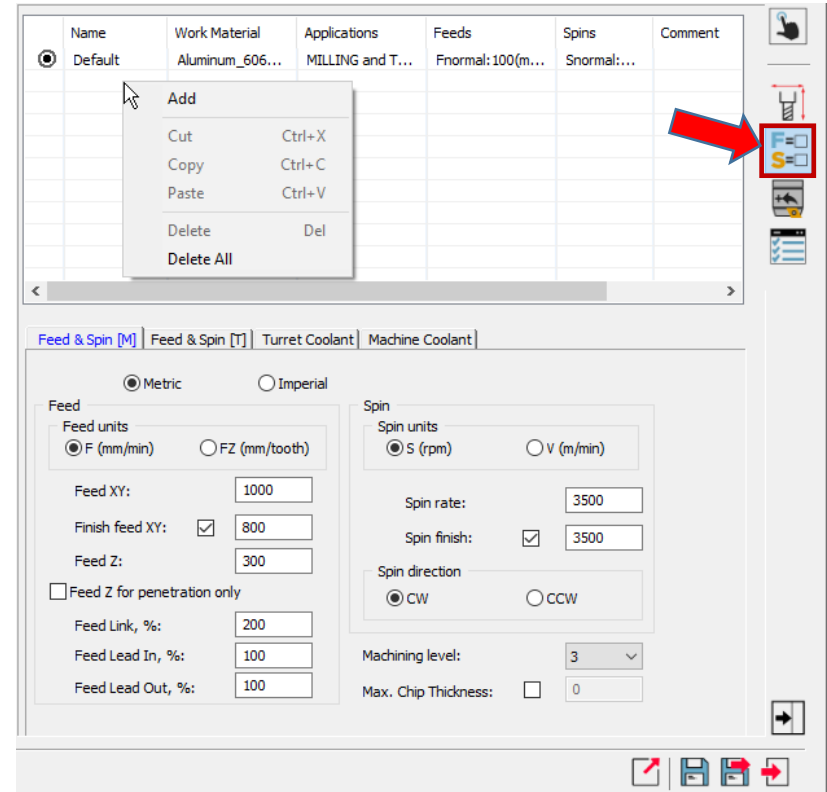 Name Work Material Applications Feeds Spins Comment
Default Aluminum_606... MILLING and T... Fnormal:100(m... Snormal:...
Add
Cut Ctrl+X
Copy Ctrl+C
Paste Ctrl+V
Delete Del
Delete All
F=
S=
< >
Feed & Spin [M] Feed & Spin [T] Turret Coolant Machine Coolant
Metric Imperial
Feed Spin
Feed units Spin units
F (mm/min) FZ (mm/tooth) S (rpm) V (m/min)
Feed XY: 1000
Spin rate: 3500
Finish feed XY: 800
Spin finish: 3500
Feed Z: 300
Spin direction
Feed Z for penetration only
CW CCW
Feed Link, %: 200
Feed Lead In, %: 100
Machining level: 3
Feed Lead Out, %: 100
Max. Chip Thickness: 0